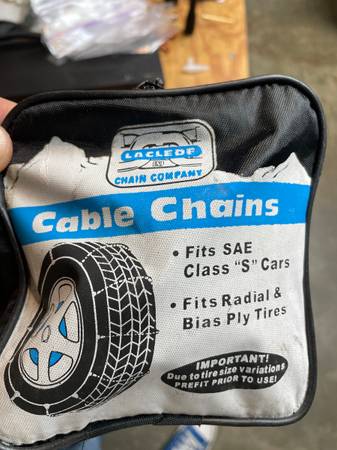 LACLEDE
CHAIN COMPANY
Cable Chains
• Fits SAE
Class "S" Cars
• Fits Radial &
Bias Ply Tires
IMPORTANT!
Due to tire size variations
PREFIT PRIOR TO USE!